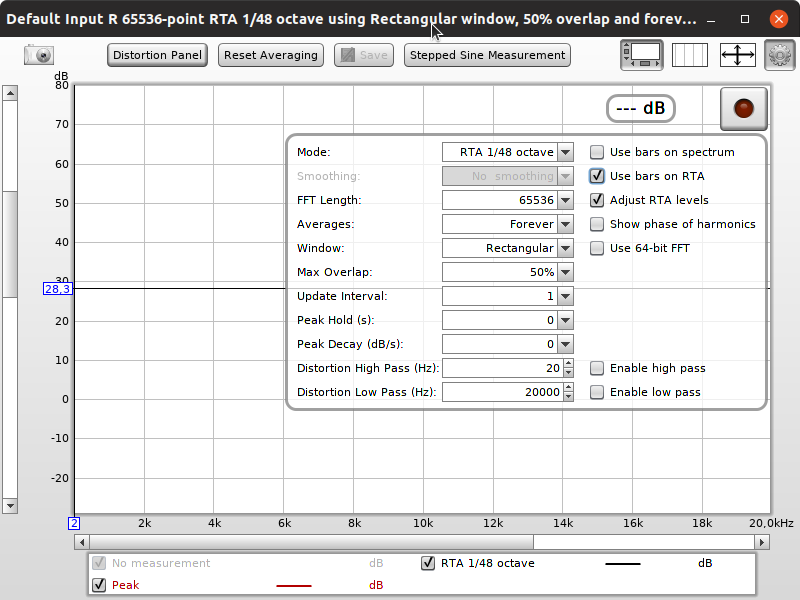 Default Input R 65536-point RTA 1/48 octave using Rectangular window, 50% overlap and forev...
Distortion Panel Reset Averaging Save Stepped Sine Measurement
dB
80
--- dB
70
Mode: RTA 1/48 octave Use bars on spectrum
60
Smoothing: No smoothing Use bars on RTA
50
FFT Length: 65536 Adjust RTA levels
Averages: Forever Show phase of harmonics
40
Window: Rectangular Use 64-bit FFT
Max Overlap: 50%
30
28,3
Update Interval: 1
20
Peak Hold (s): 0
Peak Decay (dB/s): 0
10
Distortion High Pass (Hz): 20 Enable high pass
0
Distortion Low Pass (Hz): 20000 Enable low pass
-10
-20
2 2k 4k 6k 8k 10k 12k 14k 16k 18k 20,0kHz
No measurement dB RTA 1/48 octave dB
Peak dB